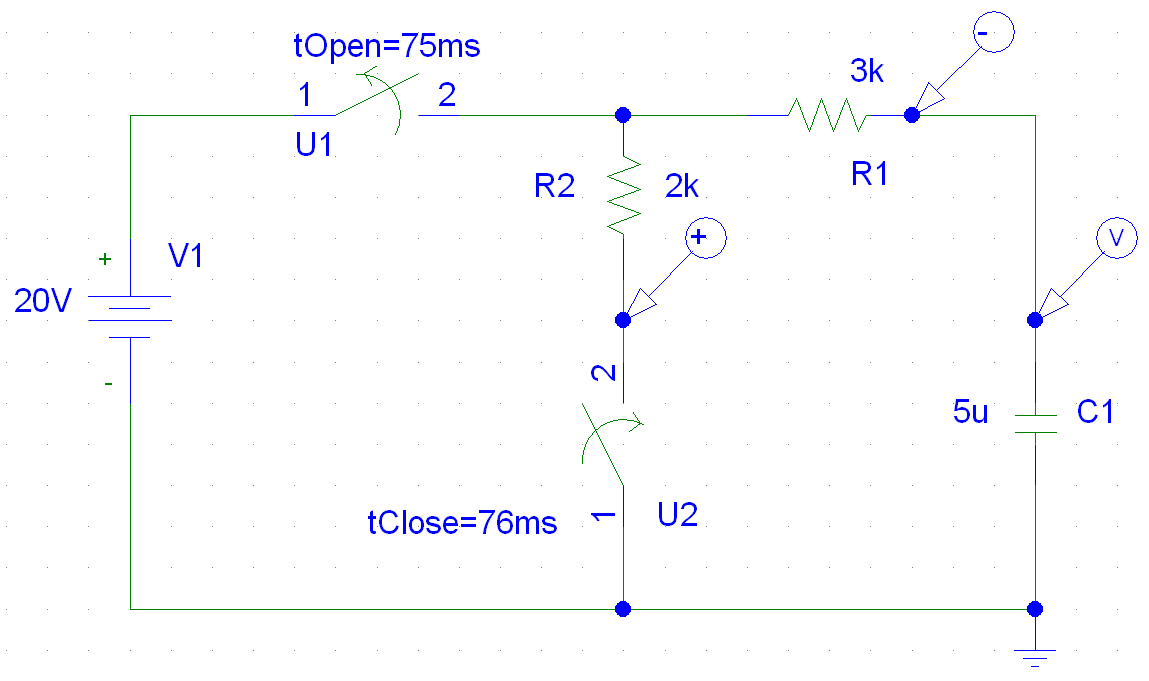 -
tOpen=75ms
3k
1
2
U1
R1
R2
2k
+
V
+
V1
20V
-
2
5u
C1
tClose=76ms
1
U2